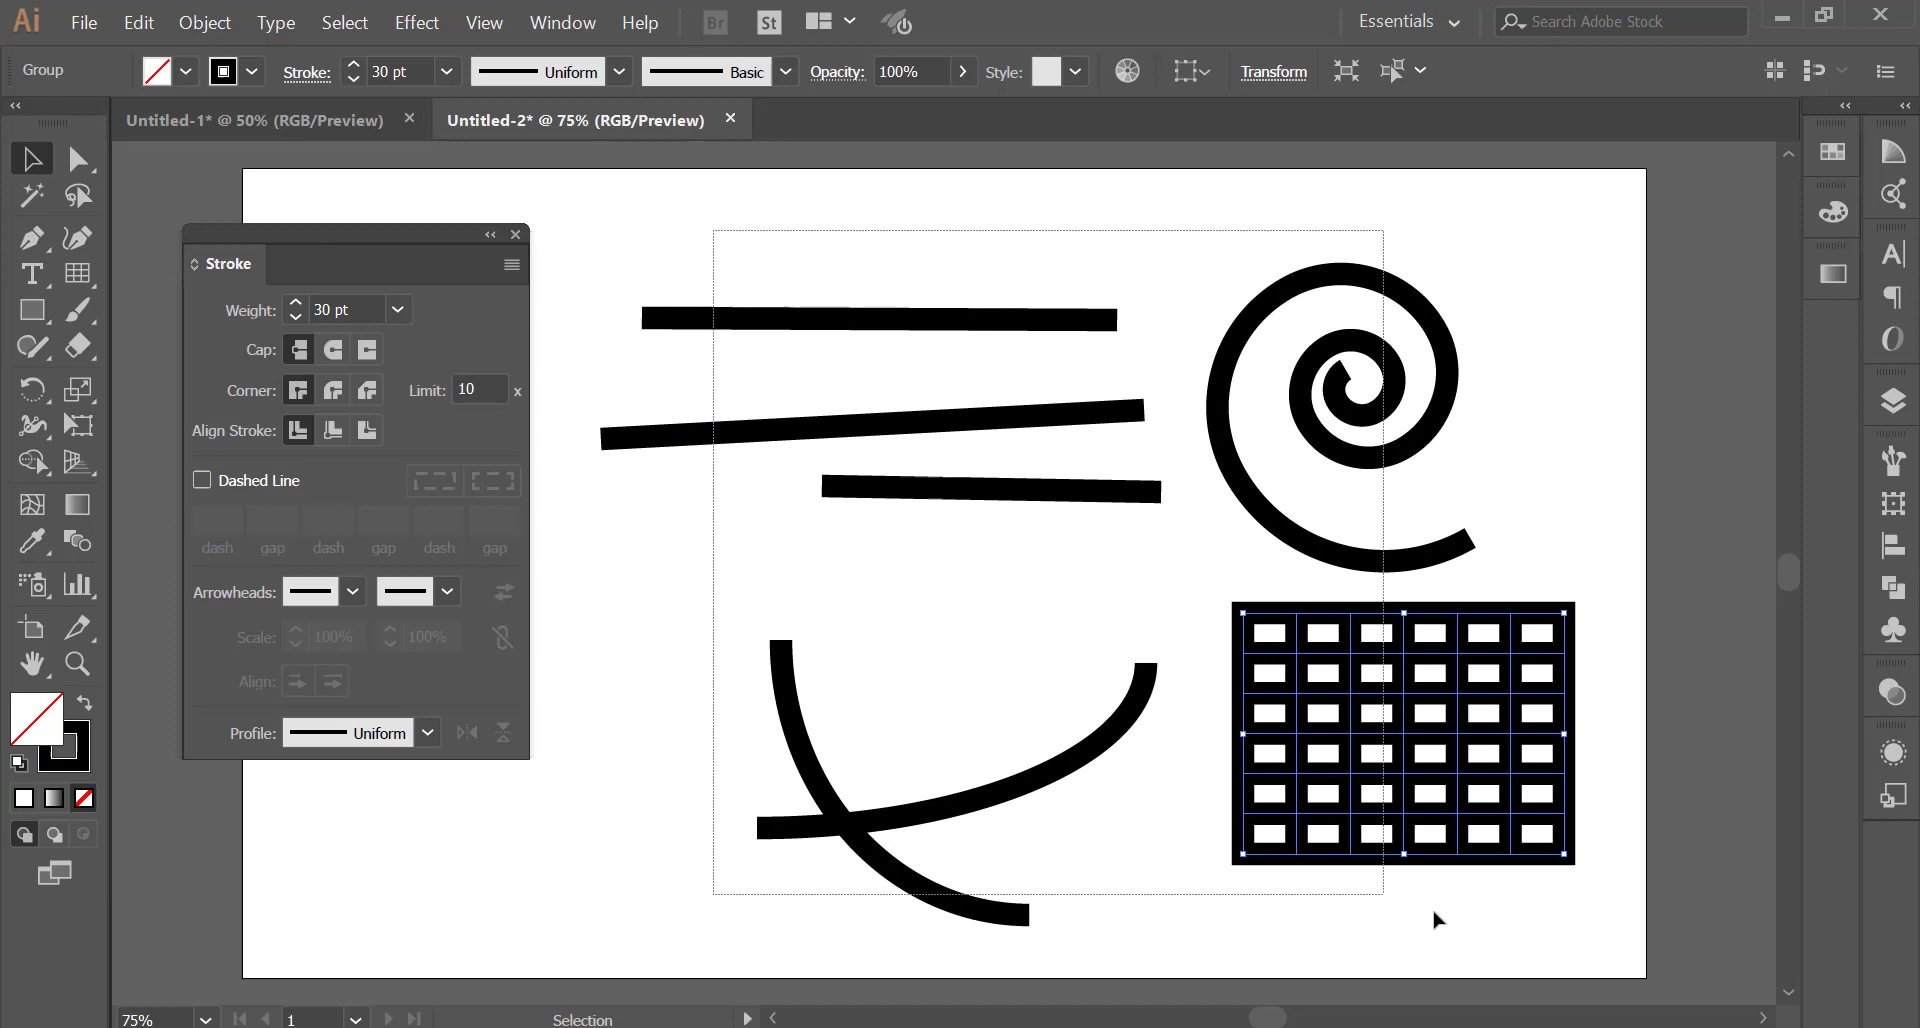 Ai File Edit Object Type Select Effect View Window Help Br St Essentials Search Adobe Stock
Group Stroke: 30 pt Uniform Basic Opacity: 100% Style: Transform
Untitled-1* @ 50% (RGB/Preview) Untitled-2* @ 75% (RGB/Preview)
Stroke
Weight: 30 pt
Cap:
Corner: Limit: 10 x
Align Stroke:
Dashed Line
dash gap dash gap dash gap
Arrowheads:
Scale: 100% 100%
Align:
Profile: Uniform
75% 1 Selection